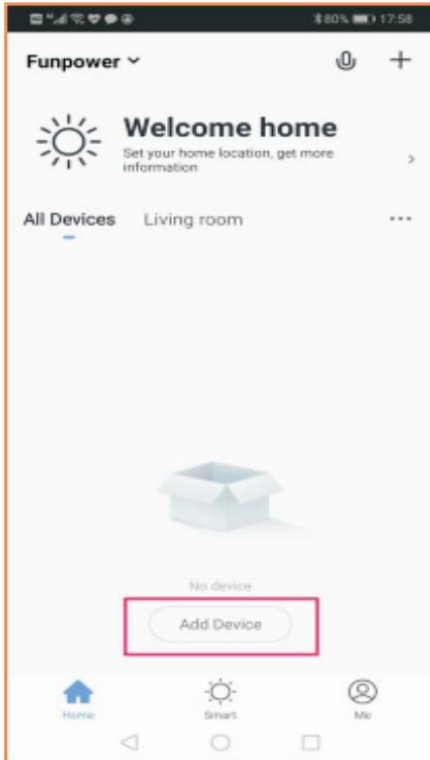 80% 17:58
Funpower
Welcome home
Set your home location, get more
information
All Devices Living room
No device
Add Device
Home Smart Me